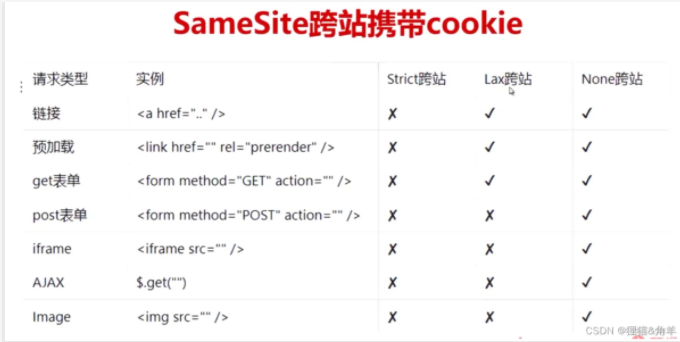 SameSite跨站携带cookie
请求类型 实例 Strict跨站 Lax跨站 None跨站
链接 <a href=".." /> ✗ ✓ ✓
预加载 <link href="" rel="prerender" /> ✗ ✓ ✓
get表单 <form method="GET" action="" /> ✗ ✓ ✓
post表单 <form method="POST" action="" /> ✗ ✗ ✓
iframe <iframe src="" /> ✗ ✗ ✓
AJAX $.get("") ✗ ✗ ✓
Image <img src="" /> ✗ ✗ ✓
CSDN @狸猫&角羊